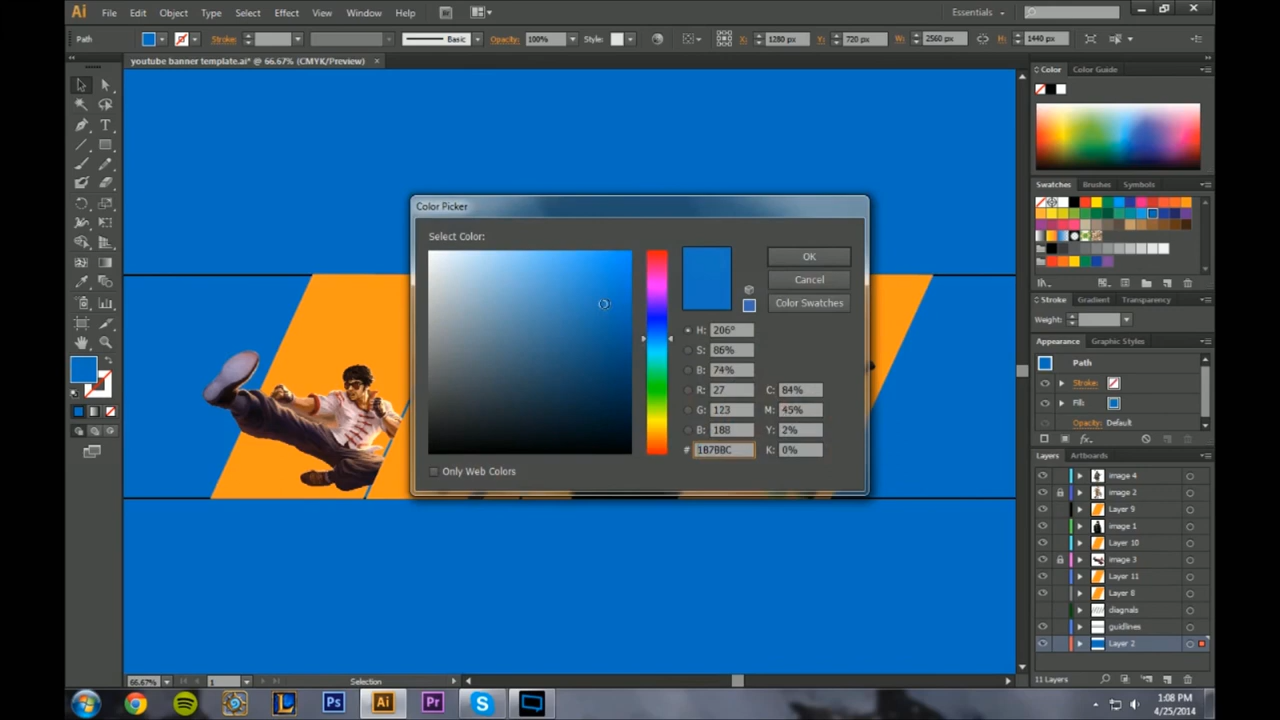 Ai File Edit Object Type Select Effect View Window Help Br Essentials
Path Stroke: Basic Opacity: 100% Style: X: 1280 px Y: 720 px W: 2560 px H: 1440 px
youtube banner template.ai* @ 66.67% (CMYK/Preview) ×
Color Color Guide
Swatches Brushes Symbols
Stroke Gradient Transparency
Weight:
Appearance Graphic Styles
Path
Stroke:
Fill:
Opacity: Default
fx
Layers Artboards
image 4
image 2
Layer 9
image 1
Layer 10
image 3
Layer 11
Layer 8
diagnals
guidlines
Layer 2
11 Layers
Color Picker
Select Color:
OK
Cancel
Color Swatches
H: 206°
S: 86%
B: 74%
R: 27 C: 84%
G: 123 M: 45%
B: 188 Y: 2%
# 1B7BBC K: 0%
Only Web Colors
66.67% 1 Selection
Ps Ai Pr
1:08 PM
4/25/2014